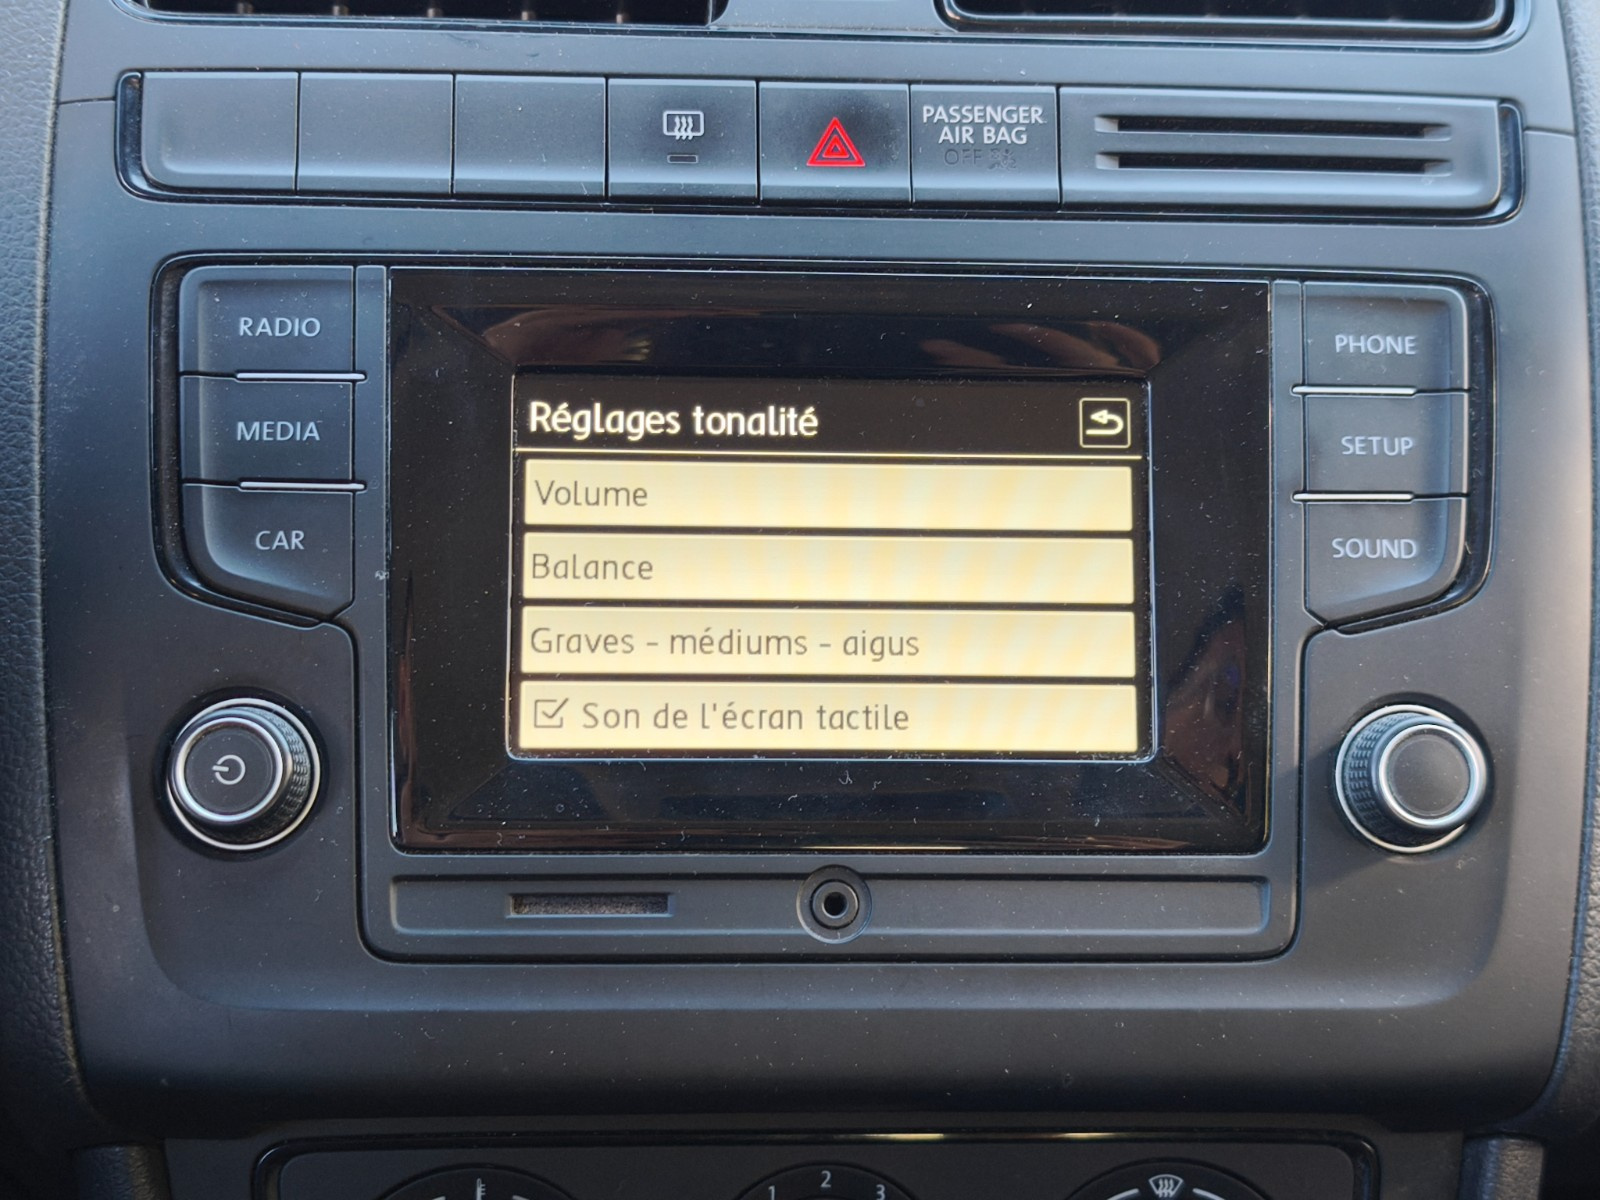 PASSENGER
AIR BAG
OFF
RADIO
MEDIA
CAR
PHONE
SETUP
SOUND
Réglages tonalité
Volume
Balance
Graves - médiums - aigus
Son de l'écran tactile
1 2 3